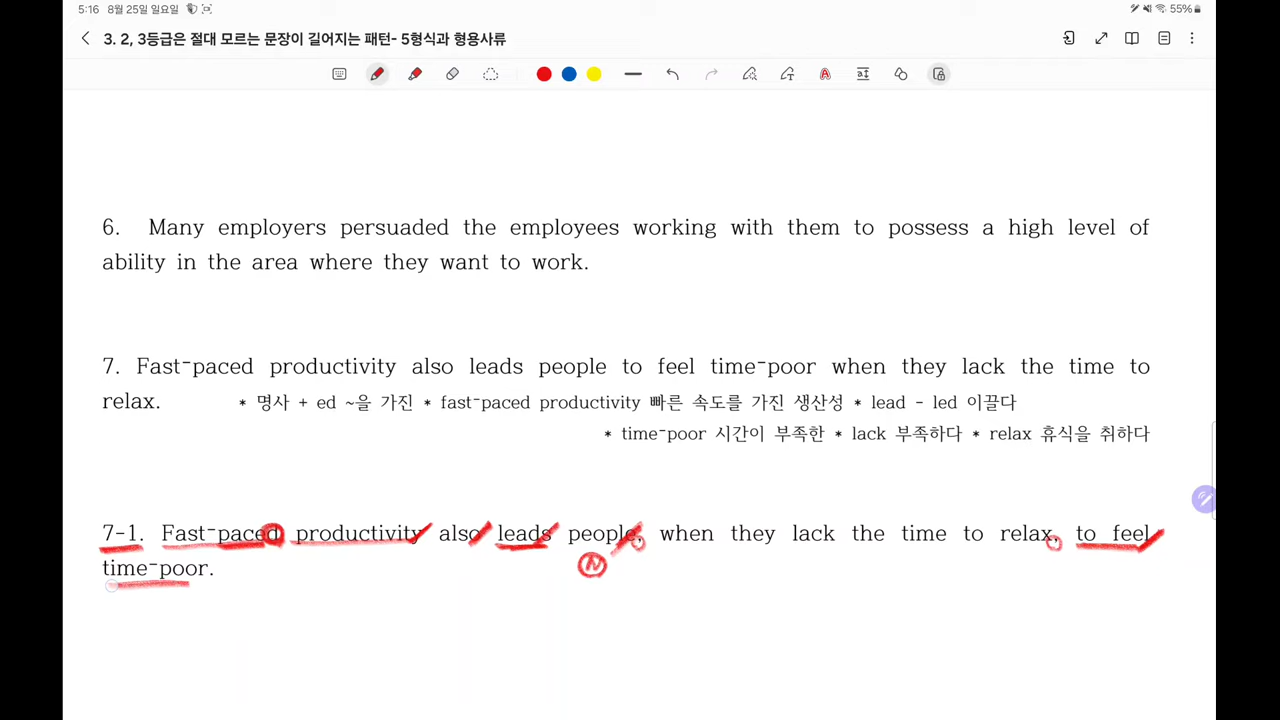 5:16 8월 25일 일요일 55%
3. 2, 3등급은 절대 모르는 문장이 길어지는 패턴- 5형식과 형용사류
6. Many employers persuaded the employees working with them to possess a high level of
ability in the area where they want to work.
7. Fast-paced productivity also leads people to feel time-poor when they lack the time to
relax. * 명사 + ed ~을 가진 * fast-paced productivity 빠른 속도를 가진 생산성 * lead - led 이끌다
* time-poor 시간이 부족한 * lack 부족하다 * relax 휴식을 취하다
7-1. Fast-paced productivity also leads people, when they lack the time to relax, to feel
time-poor.
N